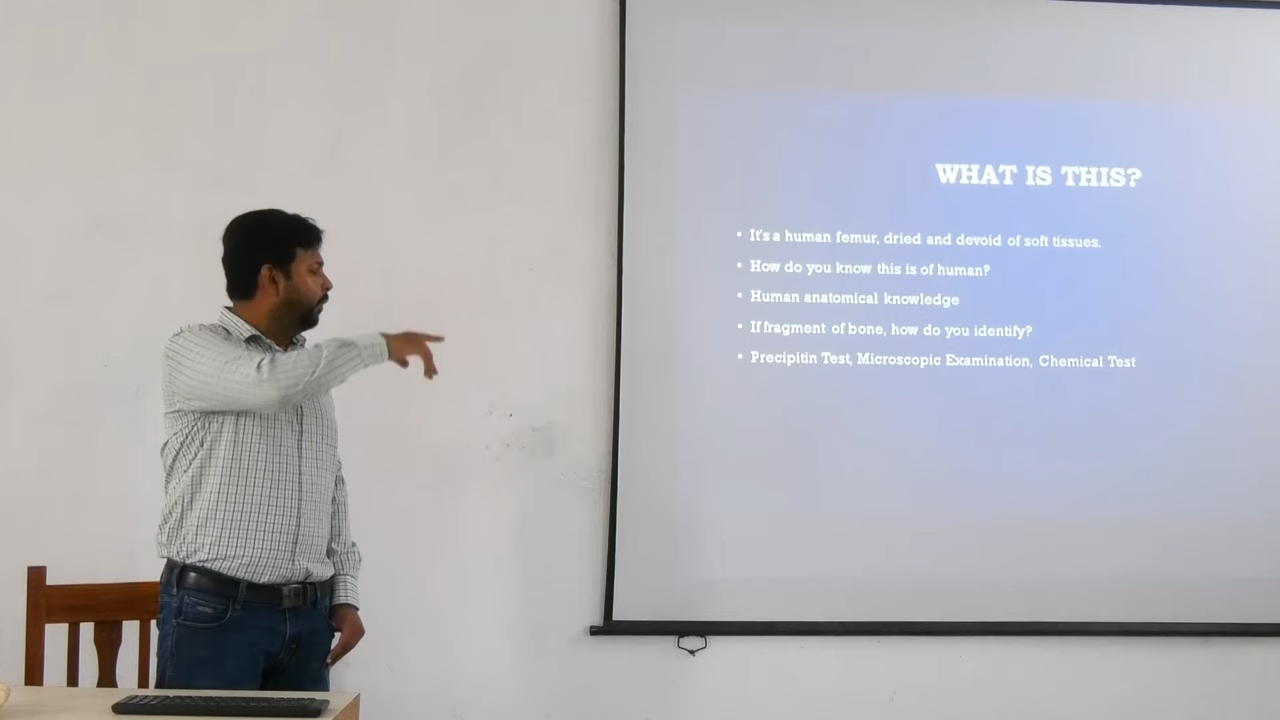 WHAT IS THIS?
• It's a human femur, dried and devoid of soft tissues.
• How do you know this is of human?
• Human anatomical knowledge
• If fragment of bone, how do you identify?
• Precipitin Test, Microscopic Examination, Chemical Test